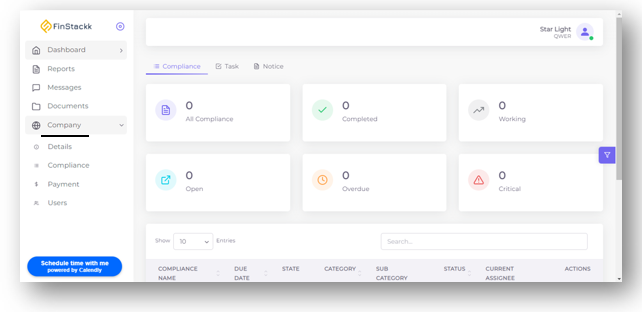 FinStackk
Star Light
QWER
Dashboard
Reports
Messages
Documents
Company
Details
Compliance
$ Payment
Users
Schedule time with me
powered by Calendly
Compliance Task Notice
0
All Compliance
0
Completed
0
Working
0
Open
0
Overdue
0
Critical
Show 10 Entries
Search...
COMPLIANCE NAME
DUE DATE
STATE
CATEGORY
SUB CATEGORY
STATUS
CURRENT ASSIGNEE
ACTIONS